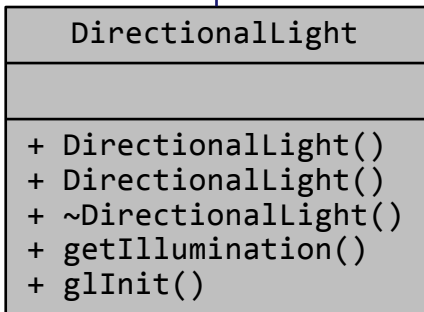 DirectionalLight
+ DirectionalLight()
+ DirectionalLight()
+ ~DirectionalLight()
+ getIllumination()
+ glInit()